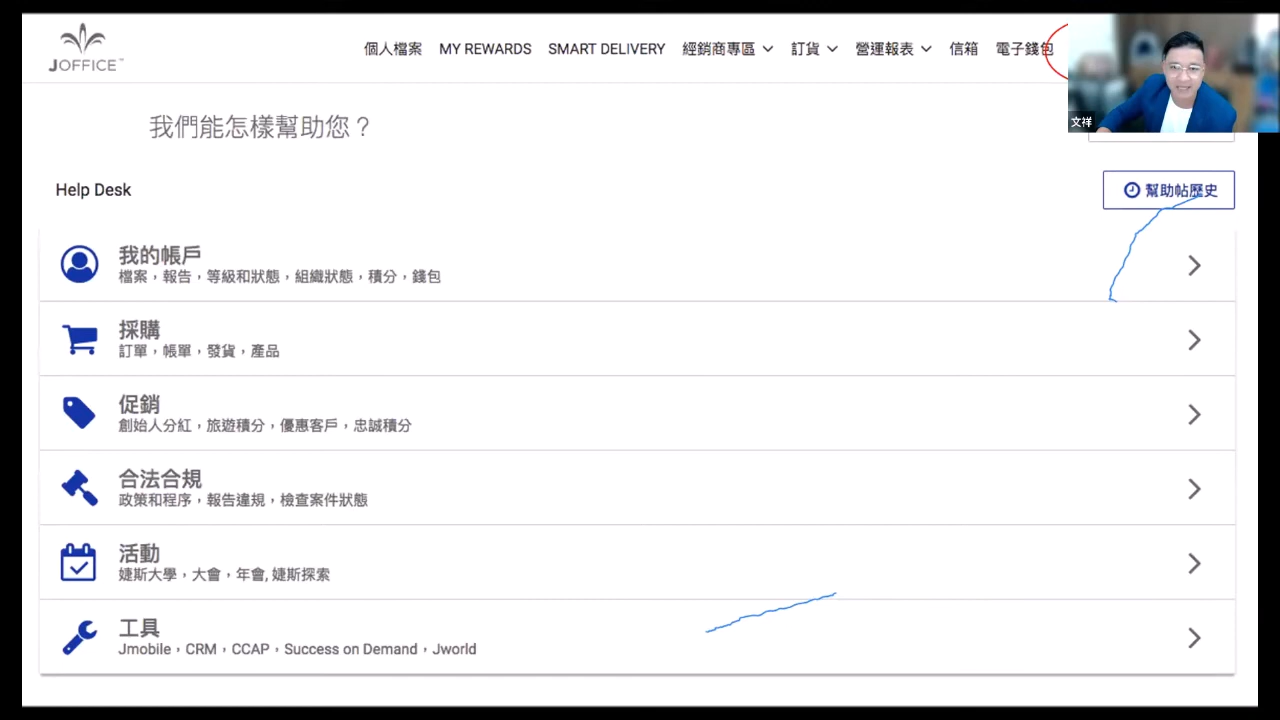 JOFFICE™
個人檔案 MY REWARDS SMART DELIVERY 經銷商專區 訂貨 營運報表 信箱 電子錢包
文祥
我們能怎樣幫助您？
Help Desk
幫助帖歷史
我的帳戶
檔案，報告，等級和狀態，組織狀態，積分，錢包
採購
訂單，帳單，發貨，產品
促銷
創始人分紅，旅遊積分，優惠客戶，忠誠積分
合法合規
政策和程序，報告違規，檢查案件狀態
活動
婕斯大學，大會，年會, 婕斯探索
工具
Jmobile，CRM，CCAP，Success on Demand，Jworld